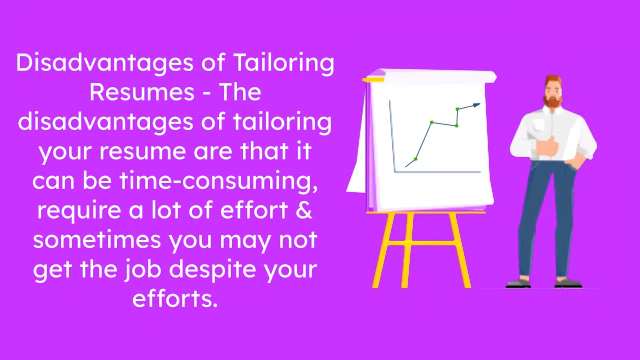 Disadvantages of Tailoring
Resumes - The
disadvantages of tailoring
your resume are that it
can be time-consuming,
require a lot of effort &
sometimes you may not
get the job despite your
efforts.